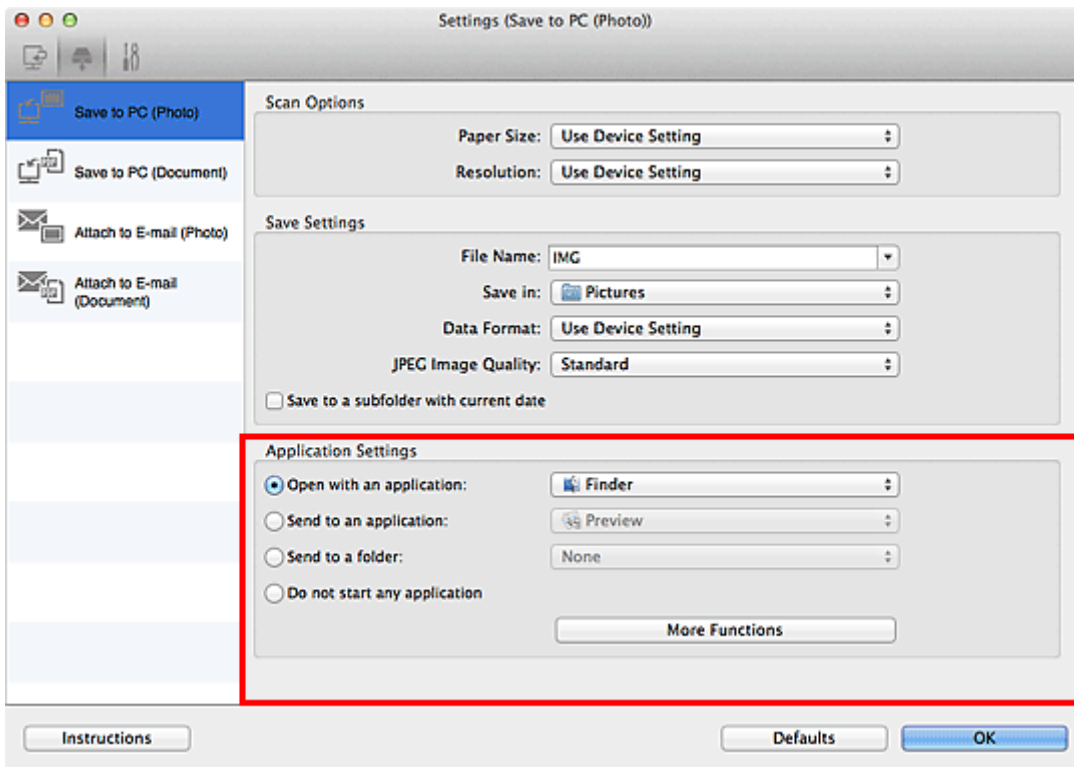 Settings (Save to PC (Photo))
Save to PC (Photo)
Save to PC (Document)
Attach to E-mail (Photo)
Attach to E-mail
(Document)
Scan Options
Paper Size: Use Device Setting
Resolution: Use Device Setting
Save Settings
File Name: IMG
Save in: Pictures
Data Format: Use Device Setting
JPEG Image Quality: Standard
Save to a subfolder with current date
Application Settings
Open with an application: Finder
Send to an application: Preview
Send to a folder: None
Do not start any application
More Functions
Instructions
Defaults
OK